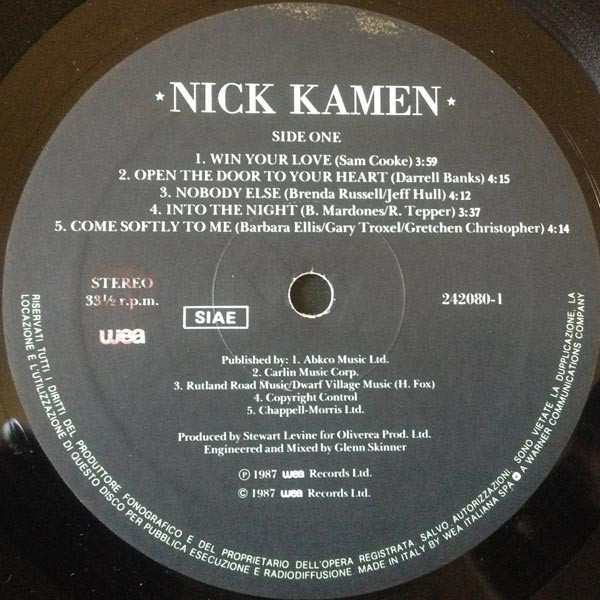 ★ NICK KAMEN ★
SIDE ONE
1. WIN YOUR LOVE (Sam Cooke) 3:59
2. OPEN THE DOOR TO YOUR HEART (Darrell Banks) 4:15
3. NOBODY ELSE (Brenda Russell/Jeff Hull) 4:12
4. INTO THE NIGHT (B. Mardones/R. Tepper) 3:37
5. COME SOFTLY TO ME (Barbara Ellis/Gary Troxel/Gretchen Christopher) 4:14
STEREO
33 1/2 r.p.m.
242080-1
SIAE
wea
Published by: 1. Abkco Music Ltd.
2. Carlin Music Corp.
3. Rutland Road Music/Dwarf Village Music (H. Fox)
4. Copyright Control
5. Chappell-Morris Ltd.
Produced by Stewart Levine for Oliverea Prod. Ltd.
Engineered and Mixed by Glenn Skinner
℗ 1987 wea Records Ltd.
© 1987 wea Records Ltd.
RISERVATI TUTTI I DIRITTI DEL PRODUTTORE FONOGRAFICO E DEL PROPRIETARIO DELL'OPERA REGISTRATA. SALVO AUTORIZZAZIONI, SONO VIETATE LA DUPPLICAZIONE, LA
LOCAZIONE E L'UTILIZZAZIONE DI QUESTO DISCO PER PUBBLICA ESECUZIONE E RADIODIFFUSIONE. MADE IN ITALY BY WEA ITALIANA SPA A WARNER COMMUNICATIONS COMPANY